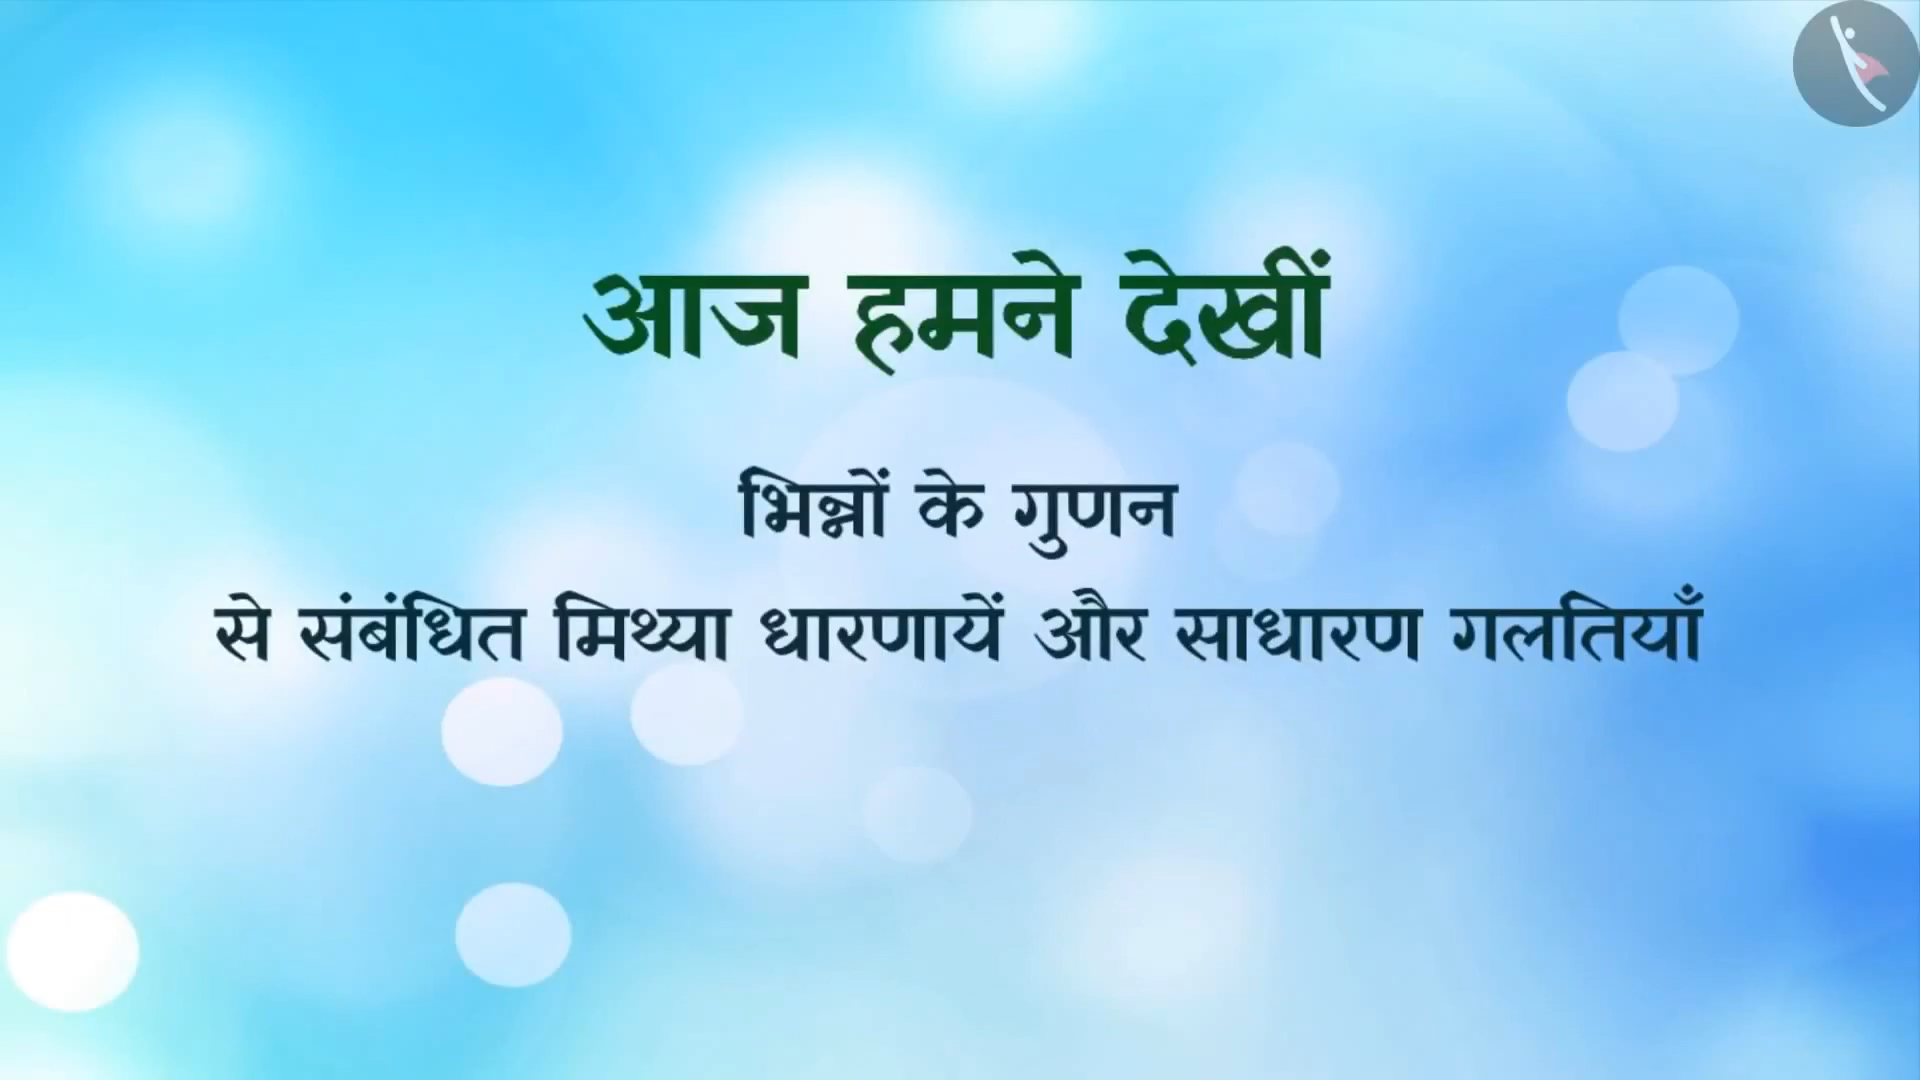 आज हमने देखीं
भिन्नों के गुणन
से संबंधित मिथ्या धारणायें और साधारण गलतियाँ